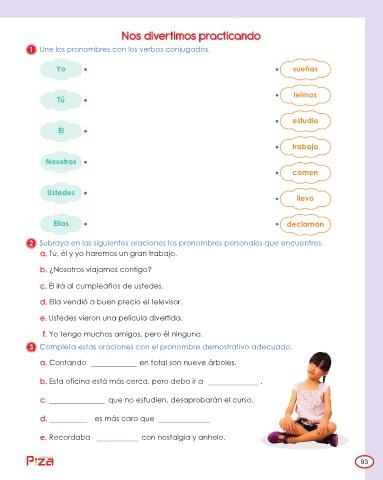 Nos divertimos practicando
1 Une los pronombres con los verbos conjugados.
Yo • • sueñas
Tú • • leímos
Él • • estudio
Nosotros • • trabaja
Ustedes • • comen
Ellas • • llevo
• declaman
2 Subraya en las siguientes oraciones los pronombres personales que encuentres.
a. Tú, él y yo haremos un gran trabajo.
b. ¿Nosotros viajamos contigo?
c. Él irá al cumpleaños de ustedes.
d. Ella vendió a buen precio el televisor.
e. Ustedes vieron una película divertida.
f. Yo tengo muchos amigos, pero él ninguno.
3 Completa estas oraciones con el pronombre demostrativo adecuado.
a. Contando ___________ en total son nueve árboles.
b. Esta oficina está más cerca, pero debo ir a ____________ .
c. _____________ que no estudien, desaprobarán el curso.
d. _________ es más caro que ____________
e. Recordaba __________ con nostalgia y anhelo.
Piza
93